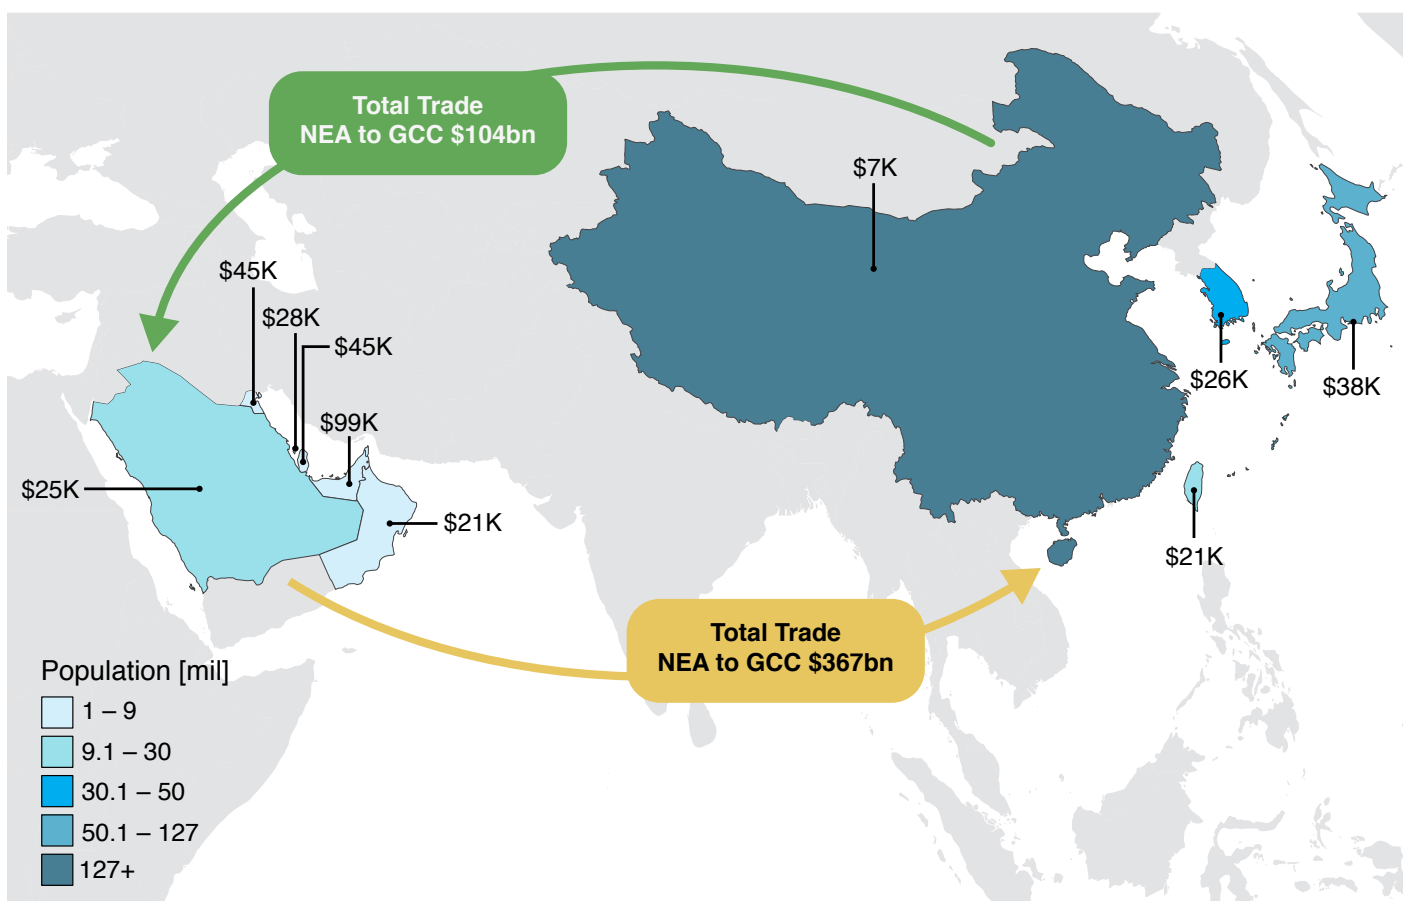 Total Trade
NEA to GCC $104bn
$7K
$45K
$28K
$45K
$26K
$38K
$99K
$25K
$21K
$21K
Total Trade
NEA to GCC $367bn
Population [mil]
1 – 9
9.1 – 30
30.1 – 50
50.1 – 127
127+